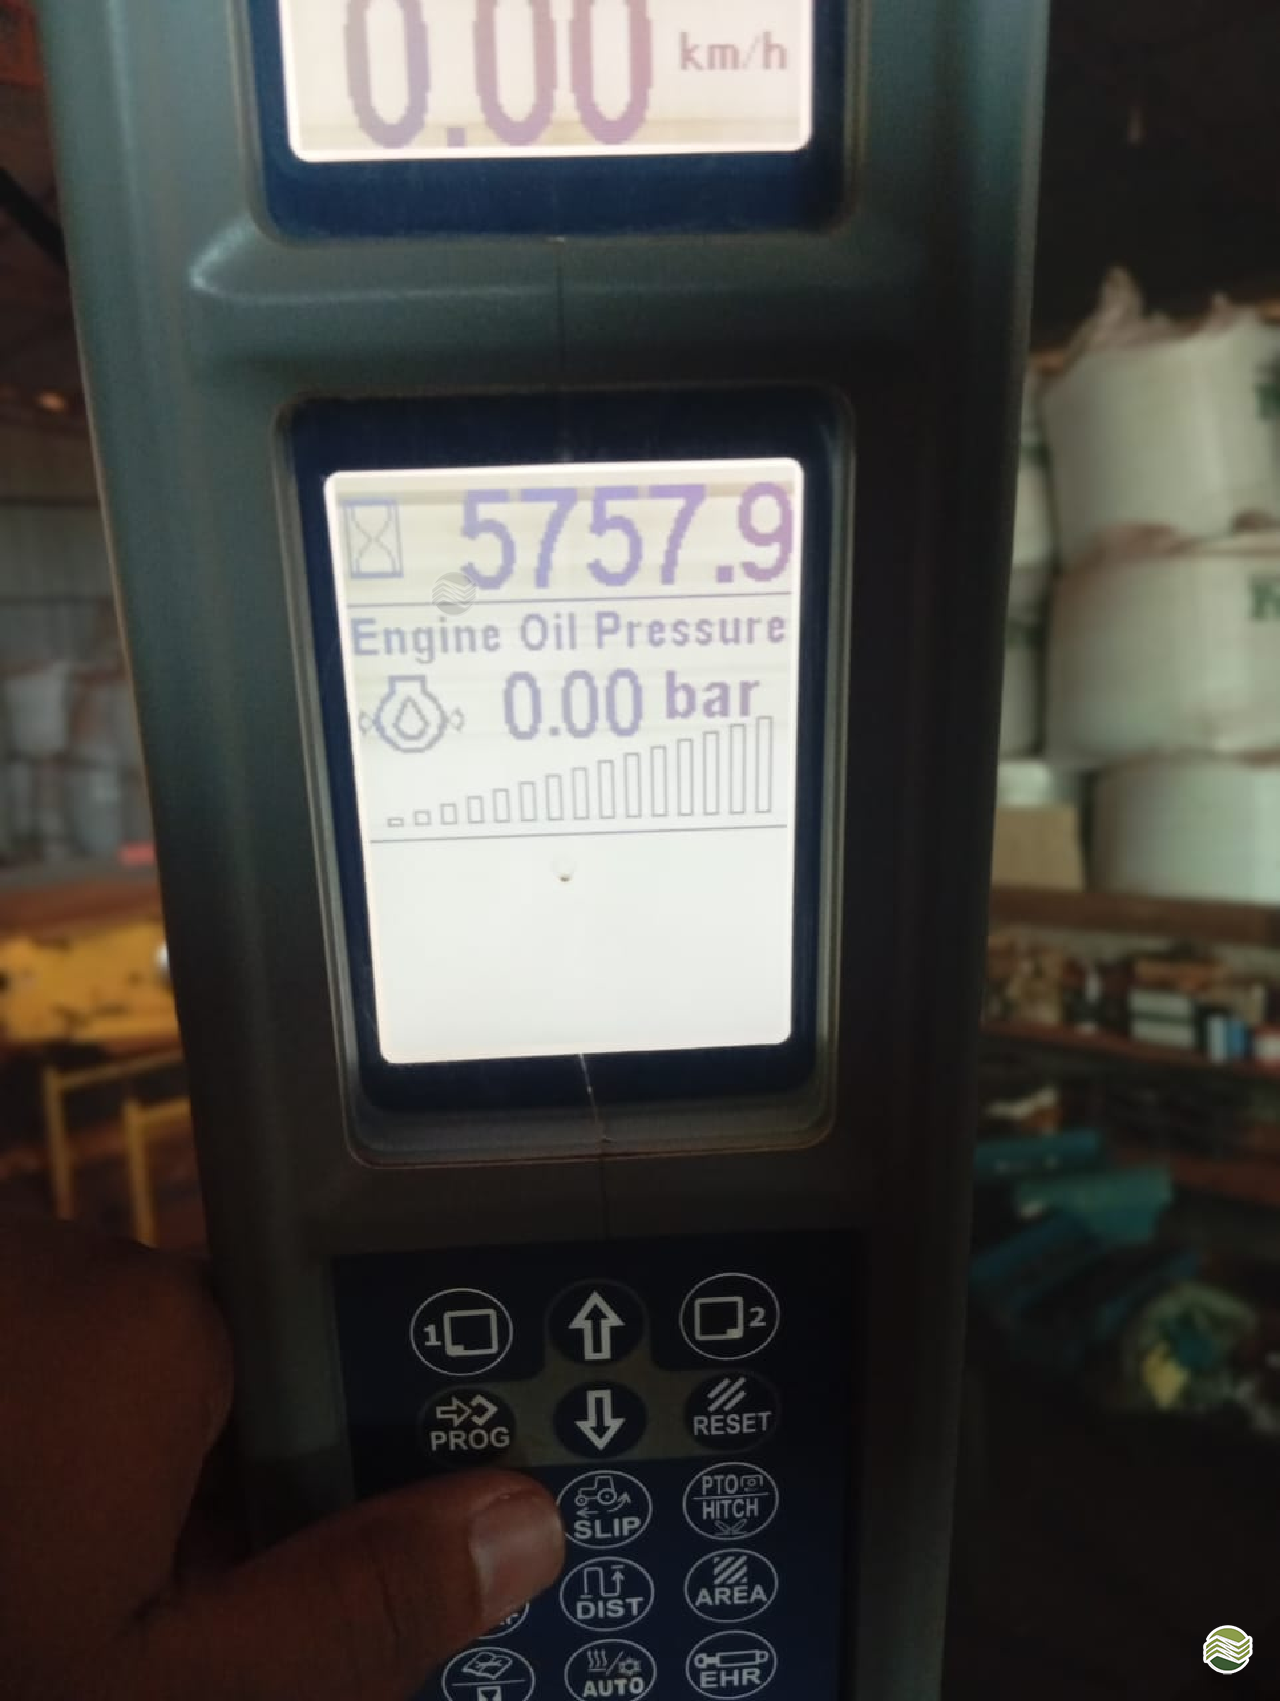 0.00 km/h
5757.9
Engine Oil Pressure
0.00 bar
1
2
PROG
RESET
SLIP
PTO
HITCH
DIST
AREA
AUTO
EHR